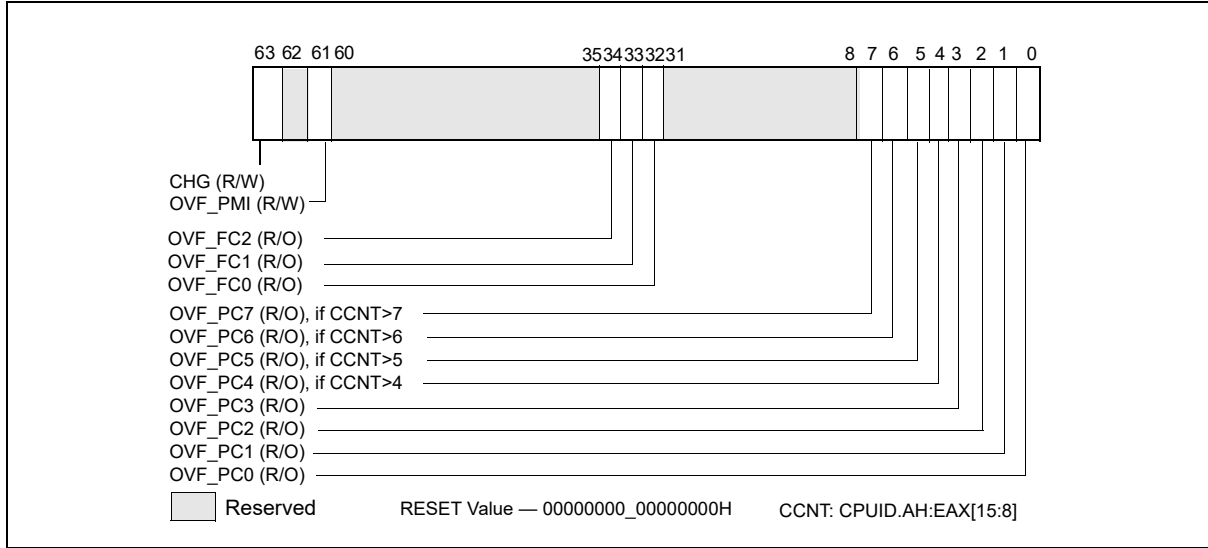 63 62 61 60 35 34 33 32 31 8 7 6 5 4 3 2 1 0
CHG (R/W)
OVF_PMI (R/W)
OVF_FC2 (R/O)
OVF_FC1 (R/O)
OVF_FC0 (R/O)
OVF_PC7 (R/O), if CCNT>7
OVF_PC6 (R/O), if CCNT>6
OVF_PC5 (R/O), if CCNT>5
OVF_PC4 (R/O), if CCNT>4
OVF_PC3 (R/O)
OVF_PC2 (R/O)
OVF_PC1 (R/O)
OVF_PC0 (R/O)
Reserved RESET Value — 00000000_00000000H CCNT: CPUID.AH:EAX[15:8]